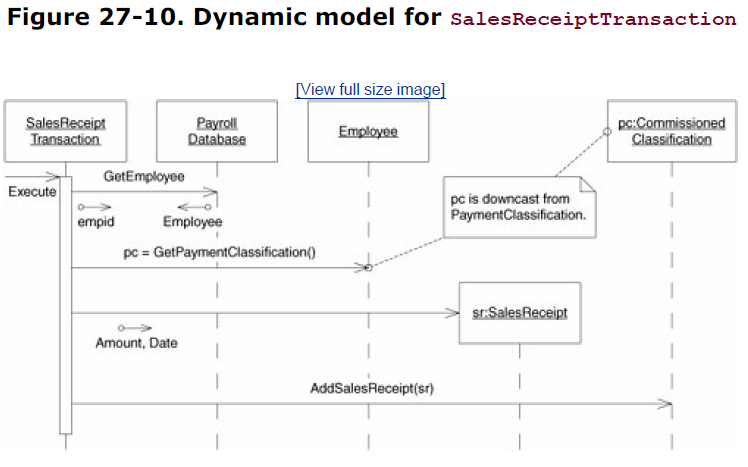 Figure 27-10. Dynamic model for SalesReceiptTransaction
[View full size image]
SalesReceipt
Transaction
Payroll
Database
Employee
pc:Commissioned
Classification
Execute
GetEmployee
empid
Employee
pc is downcast from
PaymentClassification.
pc = GetPaymentClassification()
sr:SalesReceipt
Amount, Date
AddSalesReceipt(sr)